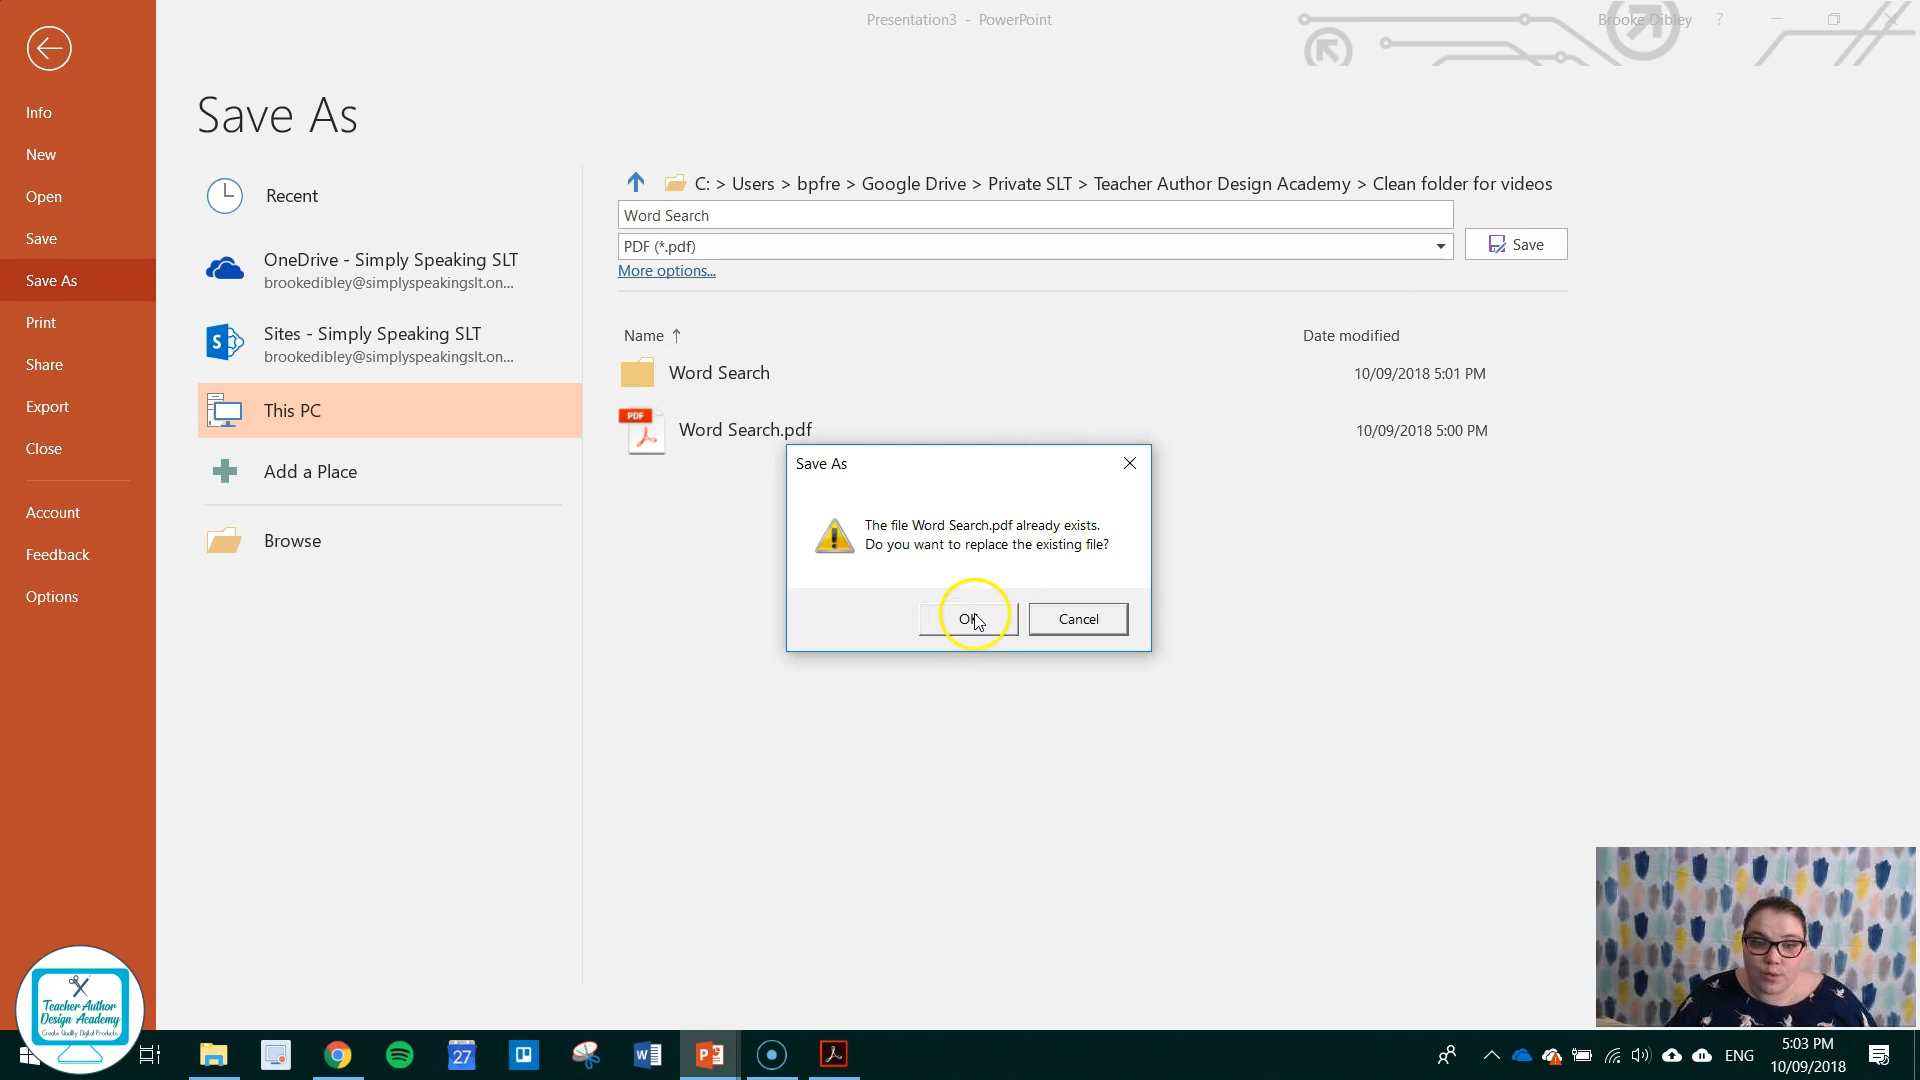 Presentation3 - PowerPoint
Brooke Dibley
?
Info
New
Open
Save
Save As
Print
Share
Export
Close
Account
Feedback
Options
Save As
Recent
OneDrive - Simply Speaking SLT
brookedibley@simplyspeakingslt.on...
Sites - Simply Speaking SLT
brookedibley@simplyspeakingslt.on...
This PC
Add a Place
Browse
C: > Users > bpfre > Google Drive > Private SLT > Teacher Author Design Academy > Clean folder for videos
Word Search
PDF (*.pdf)
Save
More options...
Name
Date modified
Word Search
10/09/2018 5:01 PM
PDF
Word Search.pdf
10/09/2018 5:00 PM
Save As
The file Word Search.pdf already exists.
Do you want to replace the existing file?
OK
Cancel
Teacher Author
Design Academy
Create Quality Digital Products
27
ENG
5:03 PM
10/09/2018